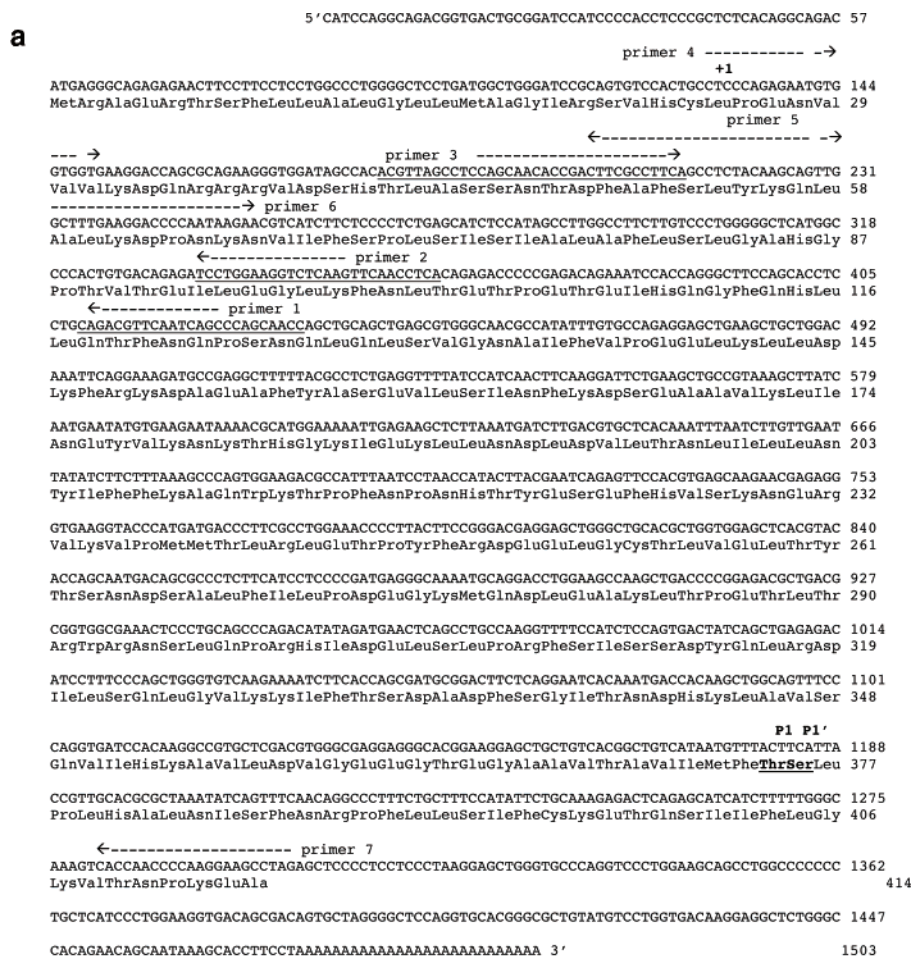 a
5'CATCCAGGCAGACGGTGACTGCGGATCCATCCCCACCTCCCGCTCTCACAGGCAGAC 57
primer 4 ----------- -→
+1
ATGAGGGCAGAGAGAACTTCCTTCCTCCTGGCCCTGGGGCTCCTGATGGCTGGGATCCGCAGTGTCCACTGCCTCCCAGAGAATGTG 144
MetArgAlaGluArgThrSerPheLeuLeuAlaLeuGlyLeuLeuMetAlaGlyIleArgSerValHisCysLeuProGluAsnVal 29
primer 5
←----------------------- -→
--- → primer 3 --------------------→
GTGGTGAAGGACCAGCGCAGAAGGGTGGATAGCCACACGTTAGCCTCCAGCAACACCGACTTCGCCTTCAGCCTCTACAAGCAGTTG 231
ValValLysAspGlnArgArgArgValAspSerHisThrLeuAlaSerSerAsnThrAspPheAlaPheSerLeuTyrLysGlnLeu 58
---------------------→ primer 6
GCTTTGAAGGACCCCAATAAGAACGTCATCTTCTCCCCTCTGAGCATCTCCATAGCCTTGGCCTTCTTGTCCCTGGGGGCTCATGGC 318
AlaLeuLysAspProAsnLysAsnValIlePheSerProLeuSerIleSerIleAlaLeuAlaPheLeuSerLeuGlyAlaHisGly 87
←--------------- primer 2
CCCACTGTGACAGAGATCCTGGAAGGTCTCAAGTTCAACCTCACAGAGACCCCCGAGACAGAAATCCACCAGGGCTTCCAGCACCTC 405
ProThrValThrGluIleLeuGluGlyLeuLysPheAsnLeuThrGluThrProGluThrGluIleHisGlnGlyPheGlnHisLeu 116
←------------- primer 1
CTGCAGACGTTCAATCAGCCCAGCAACCAGCTGCAGCTGAGCGTGGGCAACGCCATATTTGTGCCAGAGGAGCTGAAGCTGCTGGAC 492
LeuGlnThrPheAsnGlnProSerAsnGlnLeuGlnLeuSerValGlyAsnAlaIlePheValProGluGluLeuLysLeuLeuAsp 145
AAATTCAGGAAAGATGCCGAGGCTTTTTACGCCTCTGAGGTTTTATCCATCAACTTCAAGGATTCTGAAGCTGCCGTAAAGCTTATC 579
LysPheArgLysAspAlaGluAlaPheTyrAlaSerGluValLeuSerIleAsnPheLysAspSerGluAlaAlaValLysLeuIle 174
AATGAATATGTGAAGAATAAAACGCATGGAAAAATTGAGAAGCTCTTAAATGATCTTGACGTGCTCACAAATTTAATCTTGTTGAAT 666
AsnGluTyrValLysAsnLysThrHisGlyLysIleGluLysLeuLeuAsnAspLeuAspValLeuThrAsnLeuIleLeuLeuAsn 203
TATATCTTCTTTAAAGCCCAGTGGAAGACGCCATTTAATCCTAACCATACTTACGAATCAGAGTTCCACGTGAGCAAGAACGAGAGG 753
TyrIlePhePheLysAlaGlnTrpLysThrProPheAsnProAsnHisThrTyrGluSerGluPheHisValSerLysAsnGluArg 232
GTGAAGGTACCCATGATGACCCTTCGCCTGGAAACCCCTTACTTCCGGGACGAGGAGCTGGGCTGCACGCTGGTGGAGCTCACGTAC 840
ValLysValProMetMetThrLeuArgLeuGluThrProTyrPheArgAspGluGluLeuGlyCysThrLeuValGluLeuThrTyr 261
ACCAGCAATGACAGCGCCCTCTTCATCCTCCCCGATGAGGGCAAAATGCAGGACCTGGAAGCCAAGCTGACCCCGGAGACGCTGACG 927
ThrSerAsnAspSerAlaLeuPheIleLeuProAspGluGlyLysMetGlnAspLeuGluAlaLysLeuThrProGluThrLeuThr 290
CGGTGGCGAAACTCCCTGCAGCCCAGACATATAGATGAACTCAGCCTGCCAAGGTTTTCCATCTCCAGTGACTATCAGCTGAGAGAC 1014
ArgTrpArgAsnSerLeuGlnProArgHisIleAspGluLeuSerLeuProArgPheSerIleSerSerAspTyrGlnLeuArgAsp 319
ATCCTTTCCCAGCTGGGTGTCAAGAAAATCTTCACCAGCGATGCGGACTTCTCAGGAATCACAAATGACCACAAGCTGGCAGTTTCC 1101
IleLeuSerGlnLeuGlyValLysLysIlePheThrSerAspAlaAspPheSerGlyIleThrAsnAspHisLysLeuAlaValSer 348
P1 P1'
CAGGTGATCCACAAGGCCGTGCTCGACGTGGGCGAGGAGGGCACGGAAGGAGCTGCTGTCACGGCTGTCATAATGTTTACTTCATTA 1188
GlnValIleHisLysAlaValLeuAspValGlyGluGluGlyThrGluGlyAlaAlaValThrAlaValIleMetPheThrSerLeu 377
CCGTTGCACGCGCTAAATATCAGTTTCAACAGGCCCTTTCTGCTTTCCATATTCTGCAAAGAGACTCAGAGCATCATCTTTTTGGGC 1275
ProLeuHisAlaLeuAsnIleSerPheAsnArgProPheLeuLeuSerIlePheCysLysGluThrGlnSerIleIlePheLeuGly 406
←-------------------- primer 7
AAAGTCACCAACCCCAAGGAAGCCTAGAGCTCCCCTCCTCCCTAAGGAGCTGGGTGCCCAGGTCCCTGGAAGCAGCCTGGCCCCCCC 1362
LysValThrAsnProLysGluAla 414
TGCTCATCCCTGGAAGGTGACAGCGACAGTGCTAGGGGCTCCAGGTGCACGGGCGCTGTATGTCCTGGTGACAAGGAGGCTCTGGGC 1447
CACAGAACAGCAATAAAGCACCTTCCTAAAAAAAAAAAAAAAAAAAAAAAAAAA 3' 1503